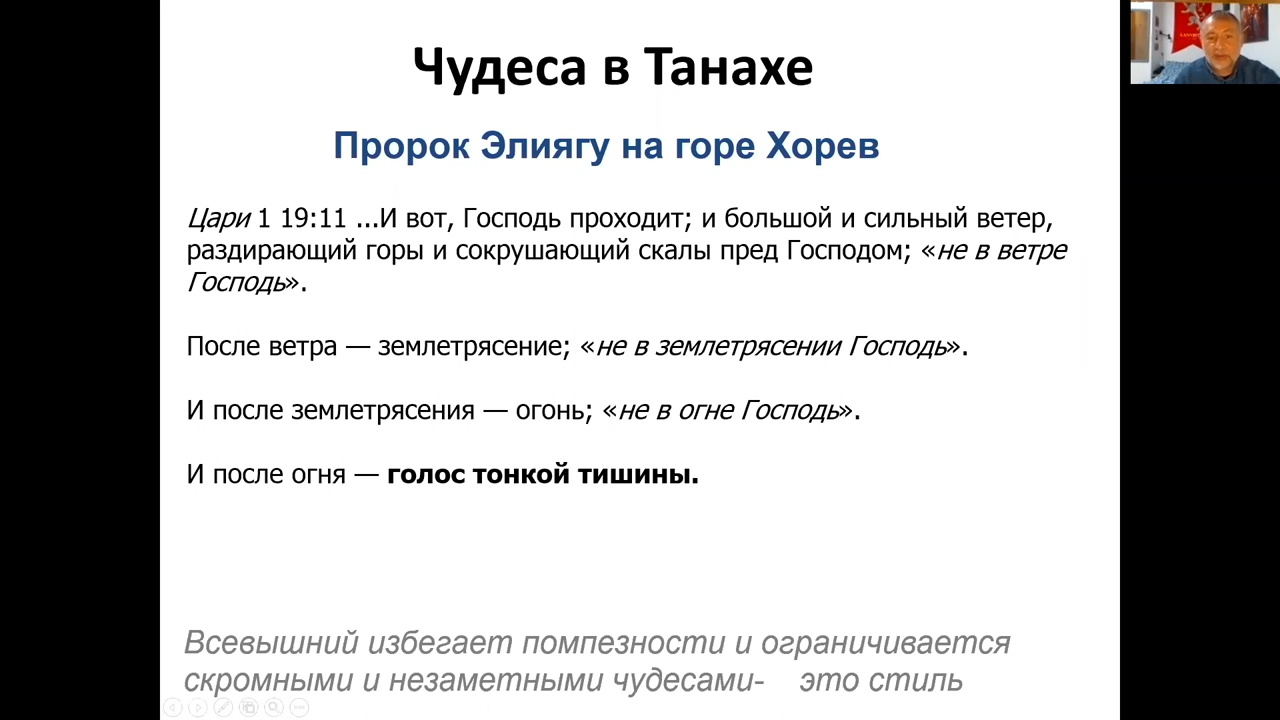 Чудеса в Танахе
Пророк Элиягу на горе Хорев
Цари 1 19:11 ...И вот, Господь проходит; и большой и сильный ветер,
раздирающий горы и сокрушающий скалы пред Господом; «не в ветре
Господь».
После ветра — землетрясение; «не в землетрясении Господь».
И после землетрясения — огонь; «не в огне Господь».
И после огня — голос тонкой тишины.
Всевышний избегает помпезности и ограничивается
скромными и незаметными чудесами- это стиль